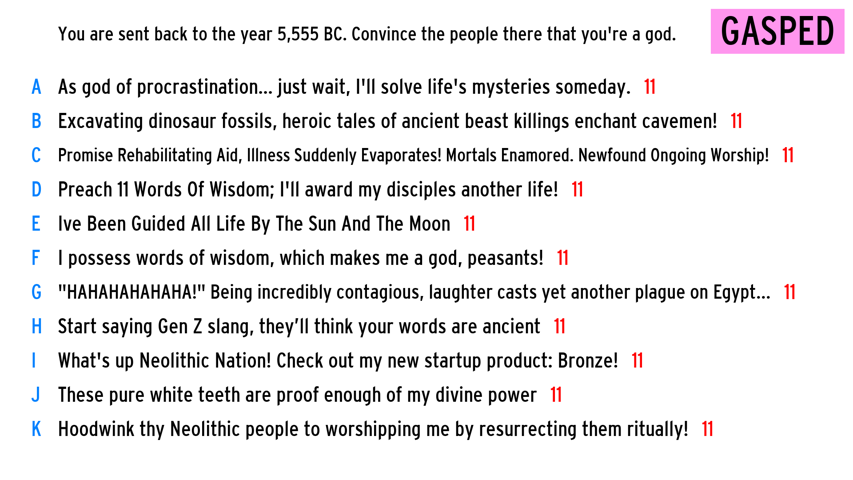 You are sent back to the year 5,555 BC. Convince the people there that you're a god.
GASPED
A As god of procrastination... just wait, I'll solve life's mysteries someday. 11
B Excavating dinosaur fossils, heroic tales of ancient beast killings enchant cavemen! 11
C Promise Rehabilitating Aid, Illness Suddenly Evaporates! Mortals Enamored. Newfound Ongoing Worship! 11
D Preach 11 Words Of Wisdom; I'll award my disciples another life! 11
E Ive Been Guided All Life By The Sun And The Moon 11
F I possess words of wisdom, which makes me a god, peasants! 11
G "HAHAHAHAHAHA!" Being incredibly contagious, laughter casts yet another plague on Egypt... 11
H Start saying Gen Z slang, they’ll think your words are ancient 11
I What's up Neolithic Nation! Check out my new startup product: Bronze! 11
J These pure white teeth are proof enough of my divine power 11
K Hoodwink thy Neolithic people to worshipping me by resurrecting them ritually! 11